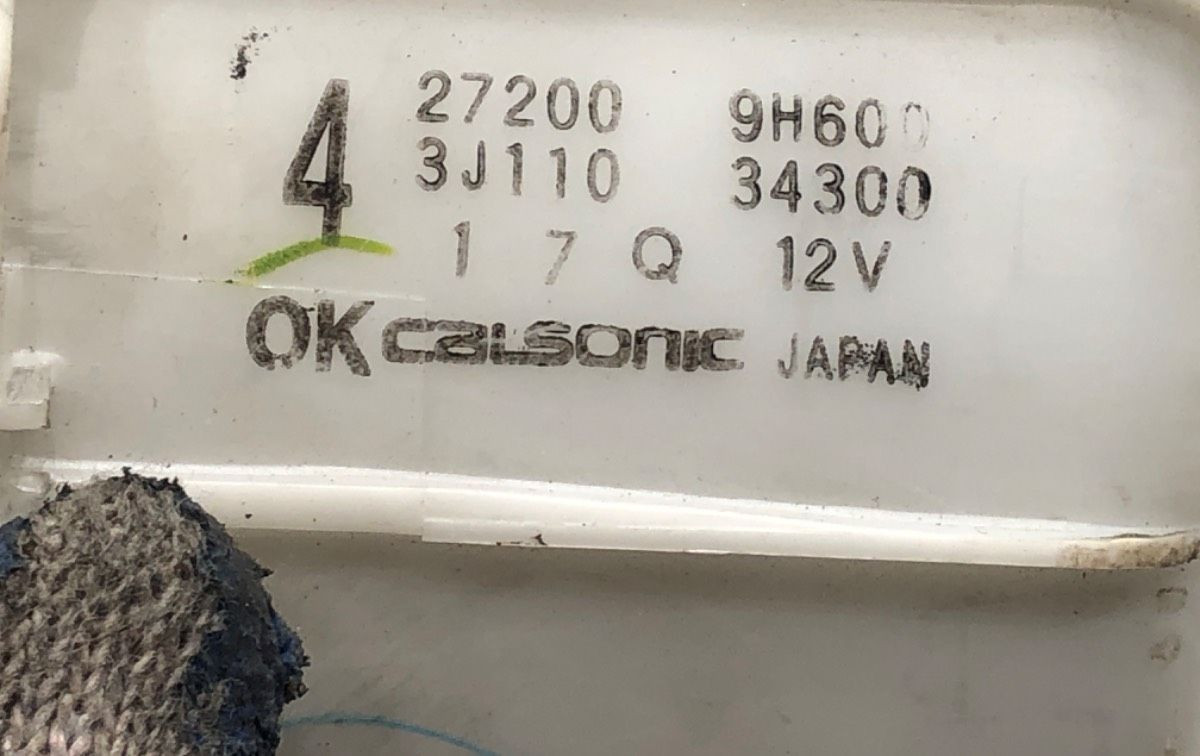 4 27200 9H600
3J110 34300
1 7 Q 12V
OK calsonic JAPAN